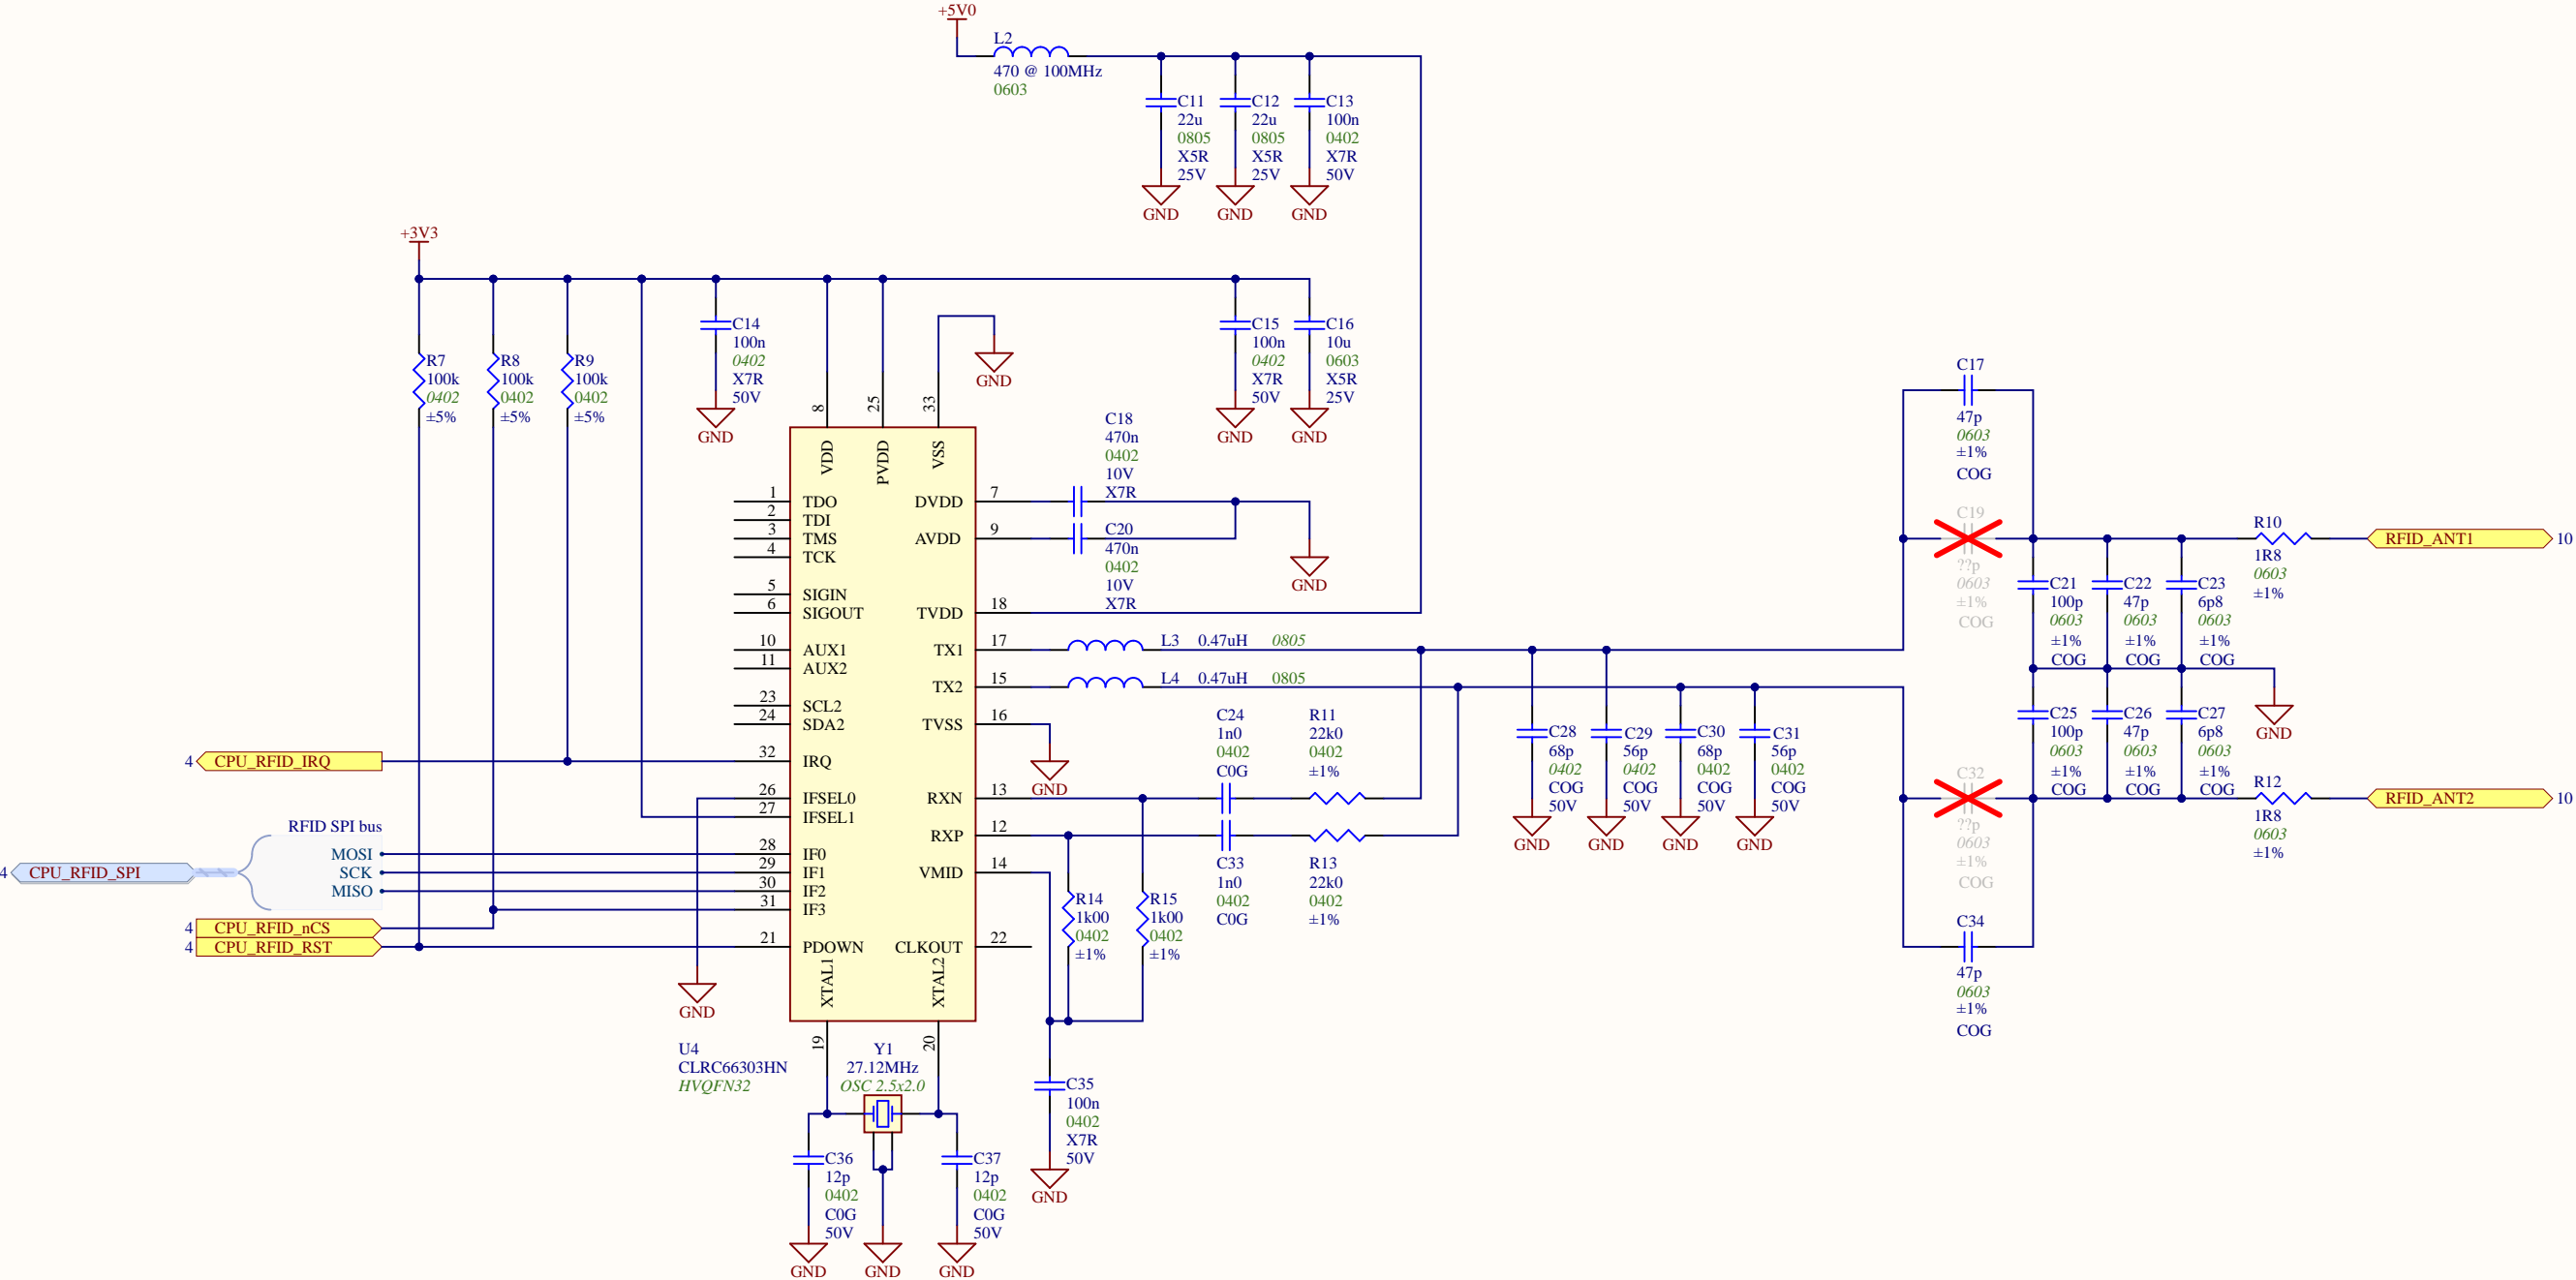 +5V0
L2
470 @ 100MHz
0603
C11
22u
0805
X5R
25V
GND
C12
22u
0805
X5R
25V
GND
C13
100n
0402
X7R
50V
GND
+3V3
R7
100k
0402
±5%
R8
100k
0402
±5%
R9
100k
0402
±5%
C14
100n
0402
X7R
50V
GND
GND
C15
100n
0402
X7R
50V
GND
C16
10u
0603
X5R
25V
GND
8
25
33
VDD
PVDD
VSS
C18
470n
0402
10V
X7R
C20
470n
0402
10V
X7R
GND
1 TDO
2 TDI
3 TMS
4 TCK
5 SIGIN
6 SIGOUT
10 AUX1
11 AUX2
23 SCL2
24 SDA2
32 IRQ
26 IFSEL0
27 IFSEL1
28 IF0
29 IF1
30 IF2
31 IF3
21 PDOWN
DVDD 7
AVDD 9
TVDD 18
TX1 17
TX2 15
TVSS 16
RXN 13
RXP 12
VMID 14
CLKOUT 22
XTAL1
XTAL2
19
20
L3 0.47uH 0805
L4 0.47uH 0805
GND
4 CPU_RFID_IRQ
RFID SPI bus
MOSI
SCK
MISO
4 CPU_RFID_SPI
4 CPU_RFID_nCS
4 CPU_RFID_RST
GND
U4
CLRC66303HN
HVQFN32
Y1
27.12MHz
OSC 2.5x2.0
C36
12p
0402
C0G
50V
GND
GND
C37
12p
0402
C0G
50V
GND
C24
1n0
0402
C0G
R11
22k0
0402
±1%
C33
1n0
0402
C0G
R13
22k0
0402
±1%
R14
1k00
0402
±1%
R15
1k00
0402
±1%
C35
100n
0402
X7R
50V
GND
C28
68p
0402
COG
50V
GND
C29
56p
0402
COG
50V
GND
C30
68p
0402
COG
50V
GND
C31
56p
0402
COG
50V
GND
C17
47p
0603
±1%
COG
C19
??p
0603
±1%
COG
C21
100p
0603
±1%
COG
C22
47p
0603
±1%
COG
C23
6p8
0603
±1%
COG
R10
1R8
0603
±1%
RFID_ANT1 10
GND
C25
100p
0603
±1%
COG
C26
47p
0603
±1%
COG
C27
6p8
0603
±1%
COG
R12
1R8
0603
±1%
RFID_ANT2 10
C32
??p
0603
±1%
COG
C34
47p
0603
±1%
COG